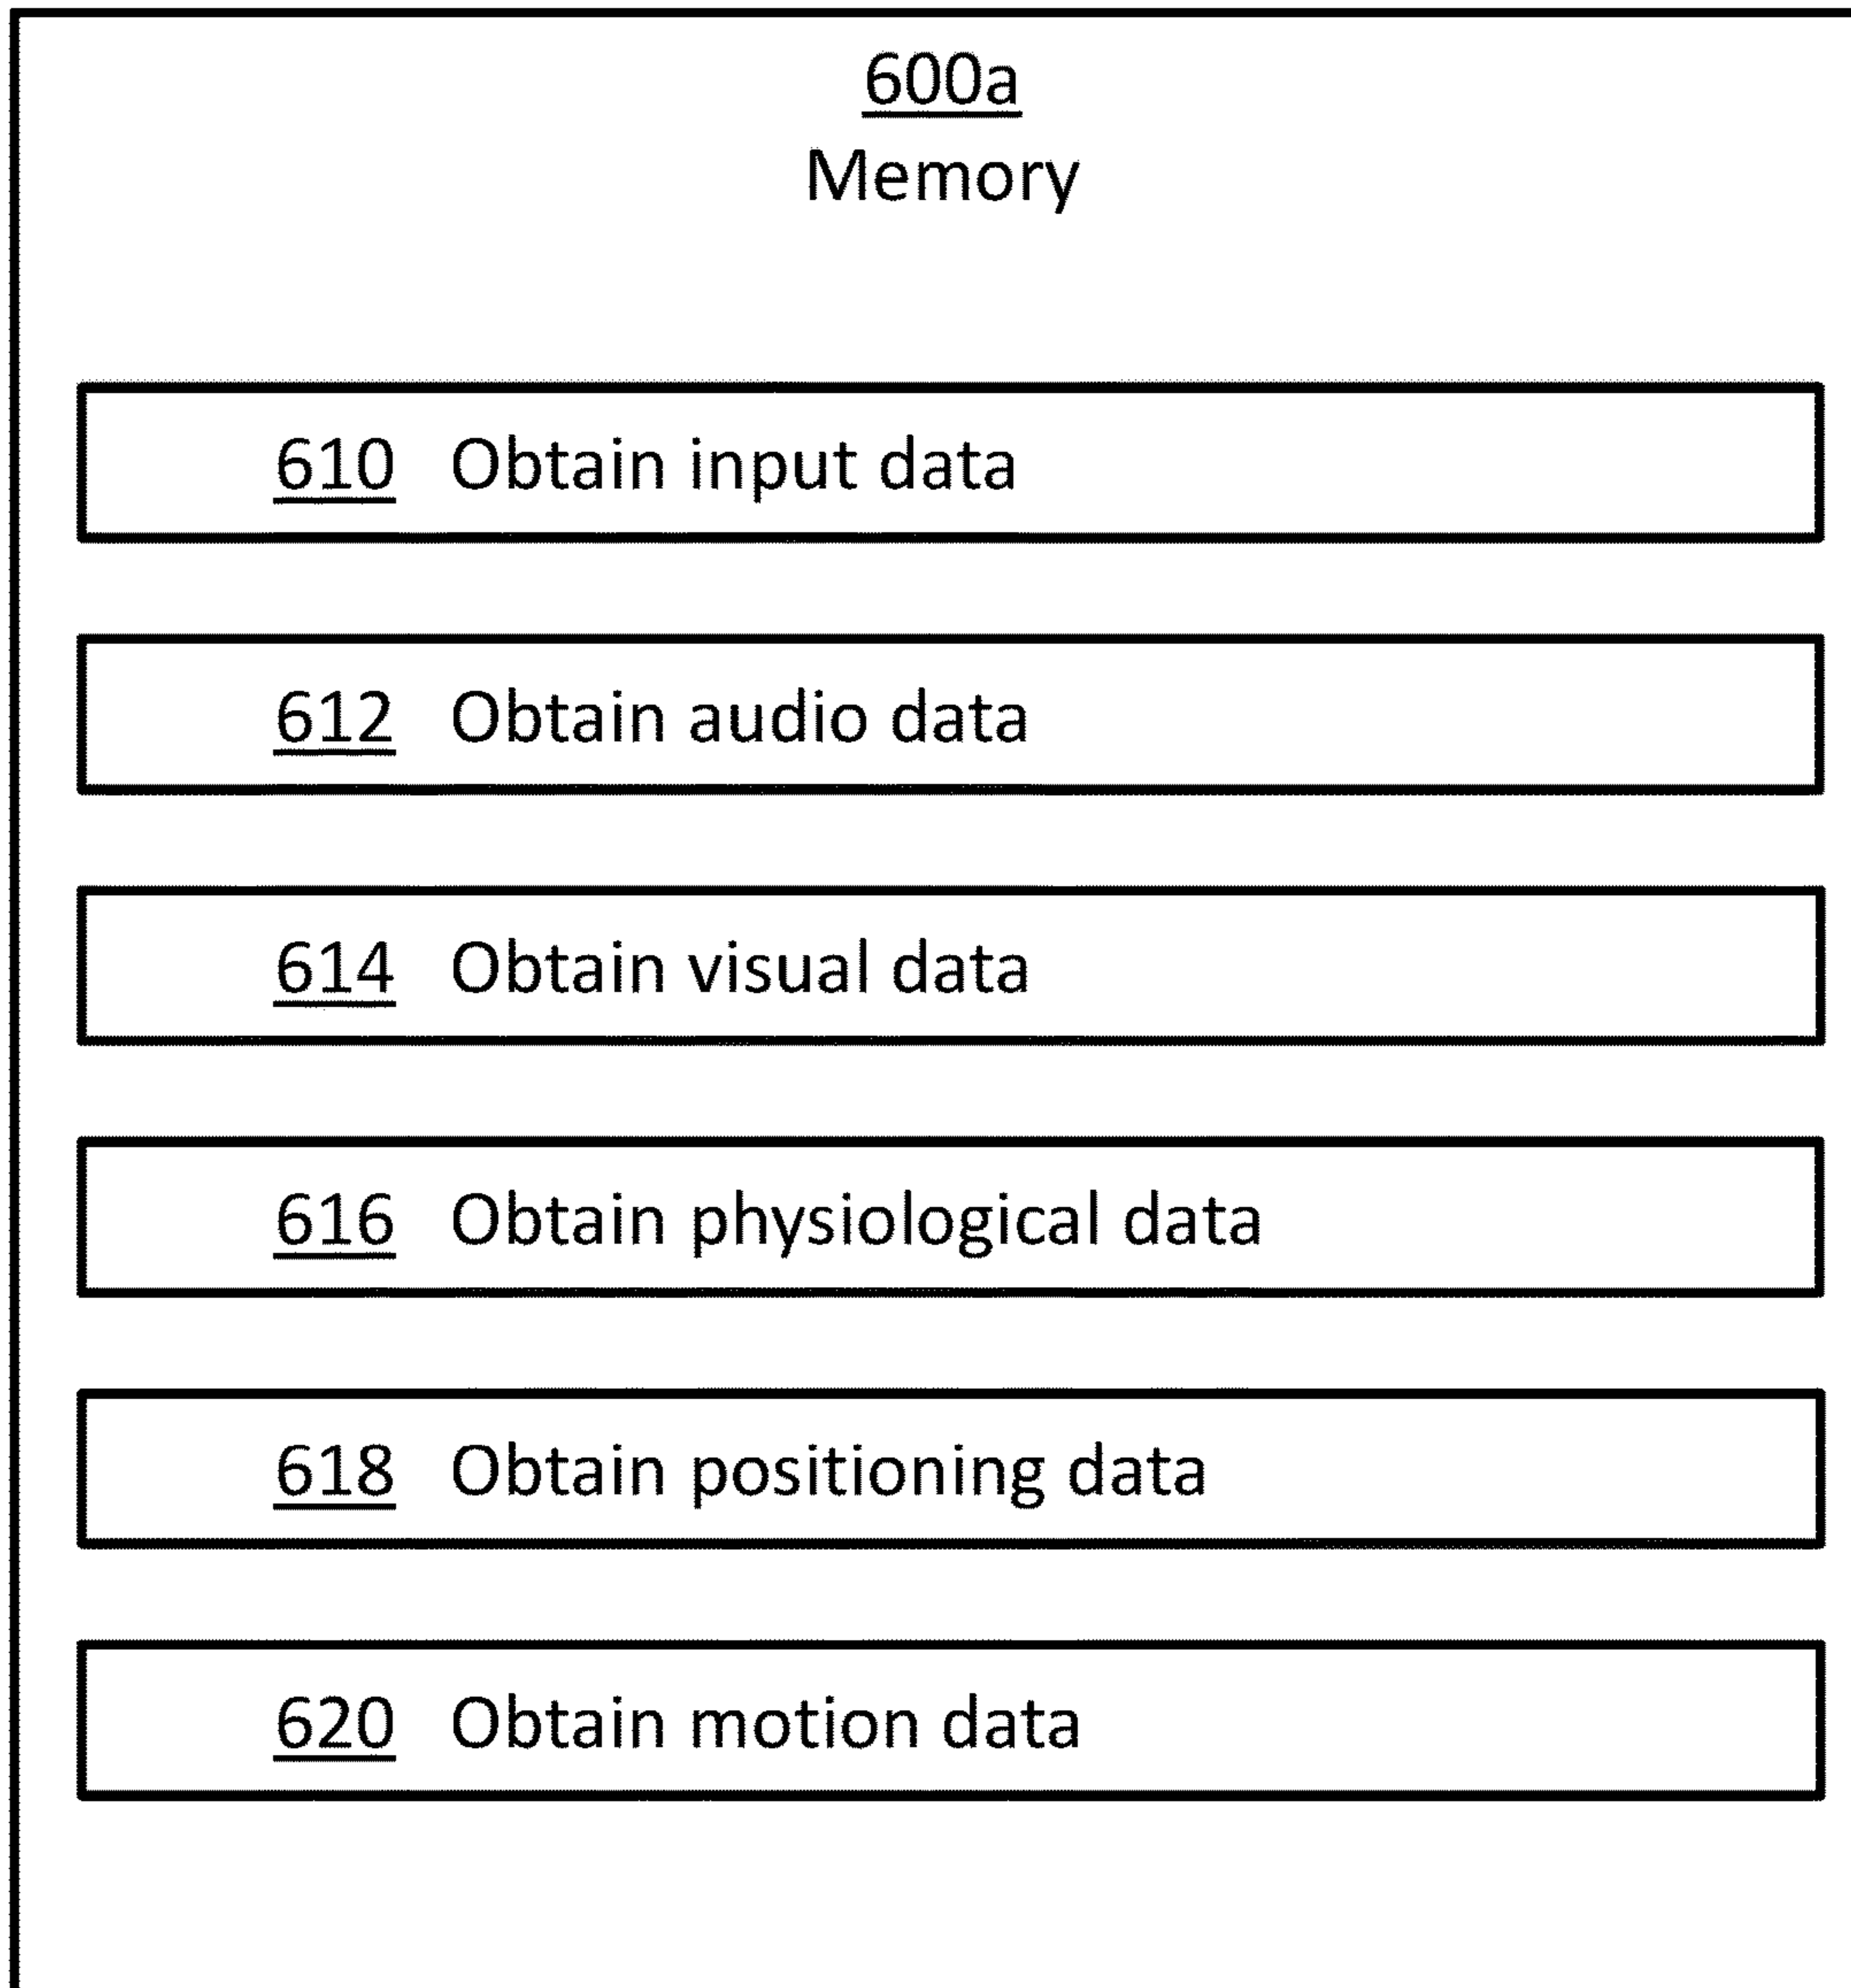 600a
Memory
610 Obtain input data
612 Obtain audio data
614 Obtain visual data
616 Obtain physiological data
618 Obtain positioning data
620 Obtain motion data